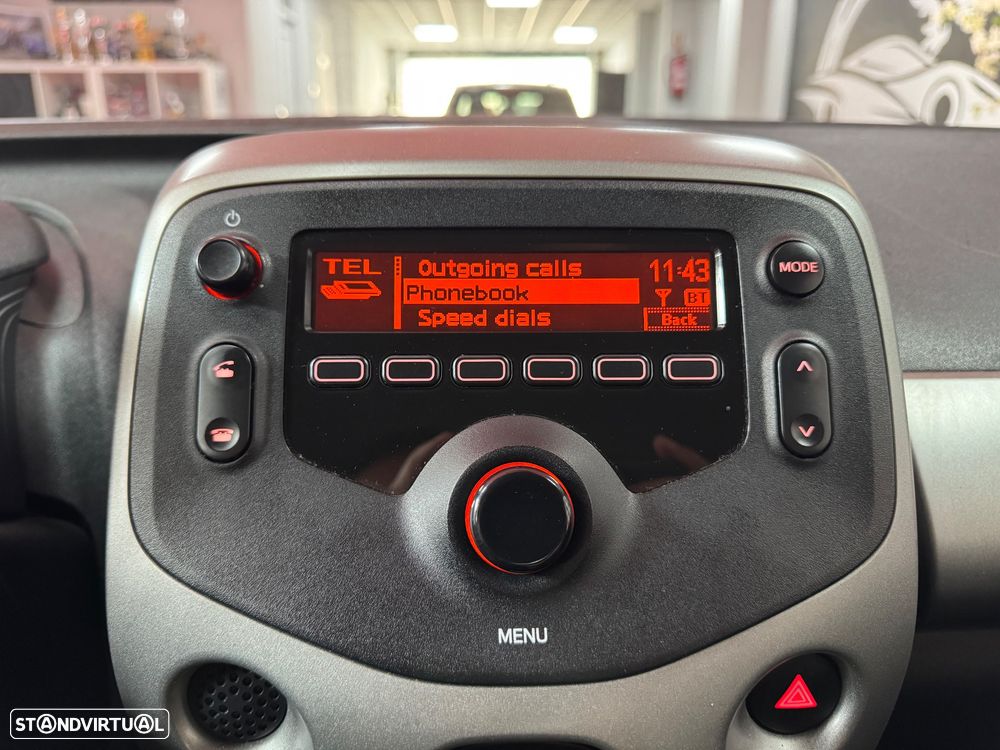 TEL
Outgoing calls
11:43
Phonebook
BT
Speed dials
Back
MODE
MENU
STANDVIRTUAL